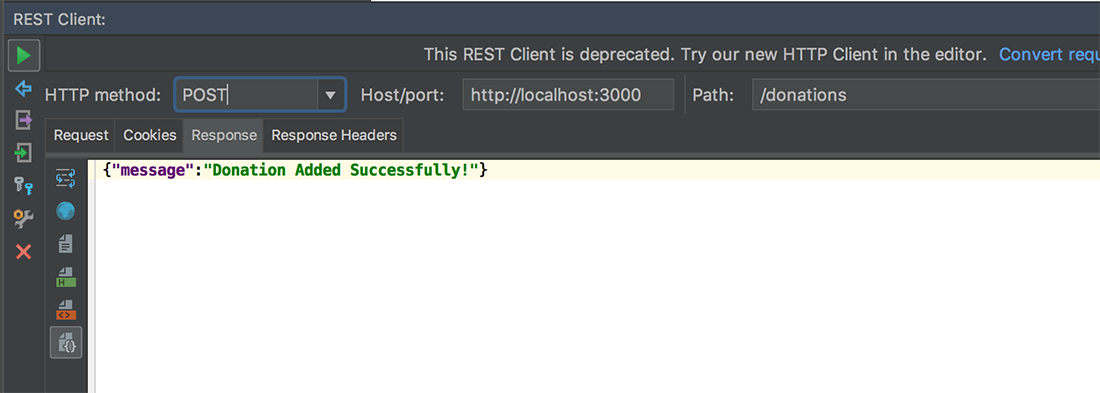 REST Client:
This REST Client is deprecated. Try our new HTTP Client in the editor. Convert requ
HTTP method: POST Host/port: http://localhost:3000 Path: /donations
Request Cookies Response Response Headers
{"message":"Donation Added Successfully!"}